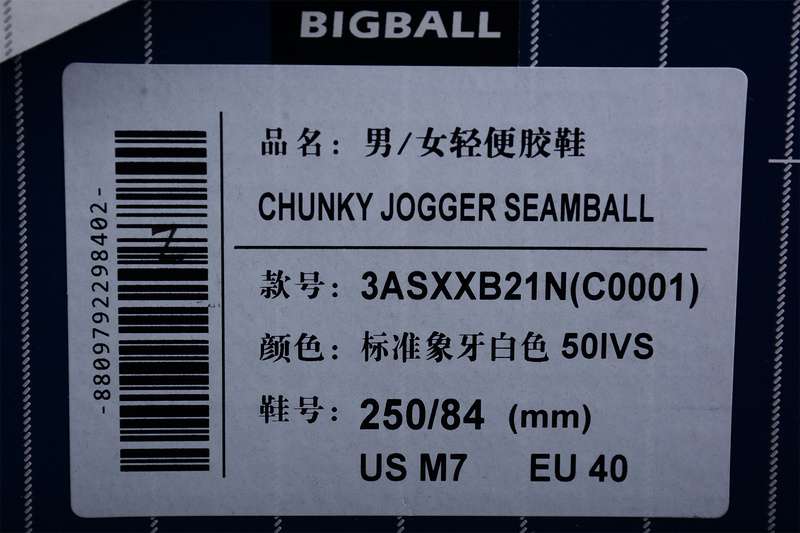 BIGBALL
品名：男/女轻便胶鞋
CHUNKY JOGGER SEAMBALL
款号：3ASXXB21N(C0001)
颜色：标准象牙白色 50IVS
鞋号：250/84 (mm)
US M7 EU 40
-8809792298402-
Z